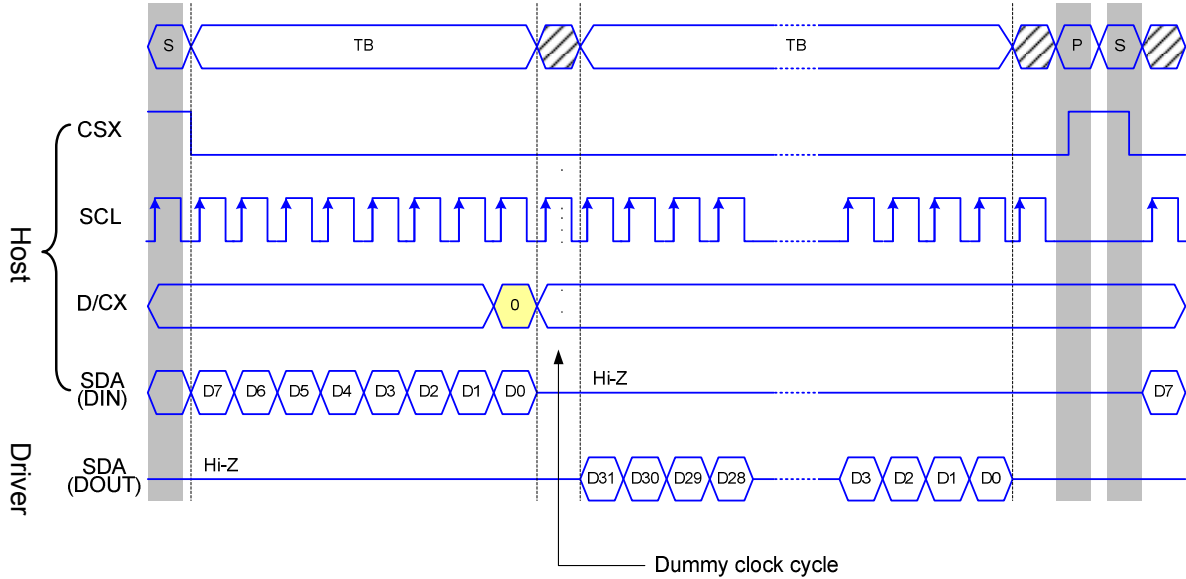 S TB TB P S
CSX
SCL
D/CX 0
SDA
(DIN) D7 D6 D5 D4 D3 D2 D1 D0 Hi-Z D7
SDA
(DOUT) Hi-Z D31 D30 D29 D28 D3 D2 D1 D0
Host
Driver
Dummy clock cycle